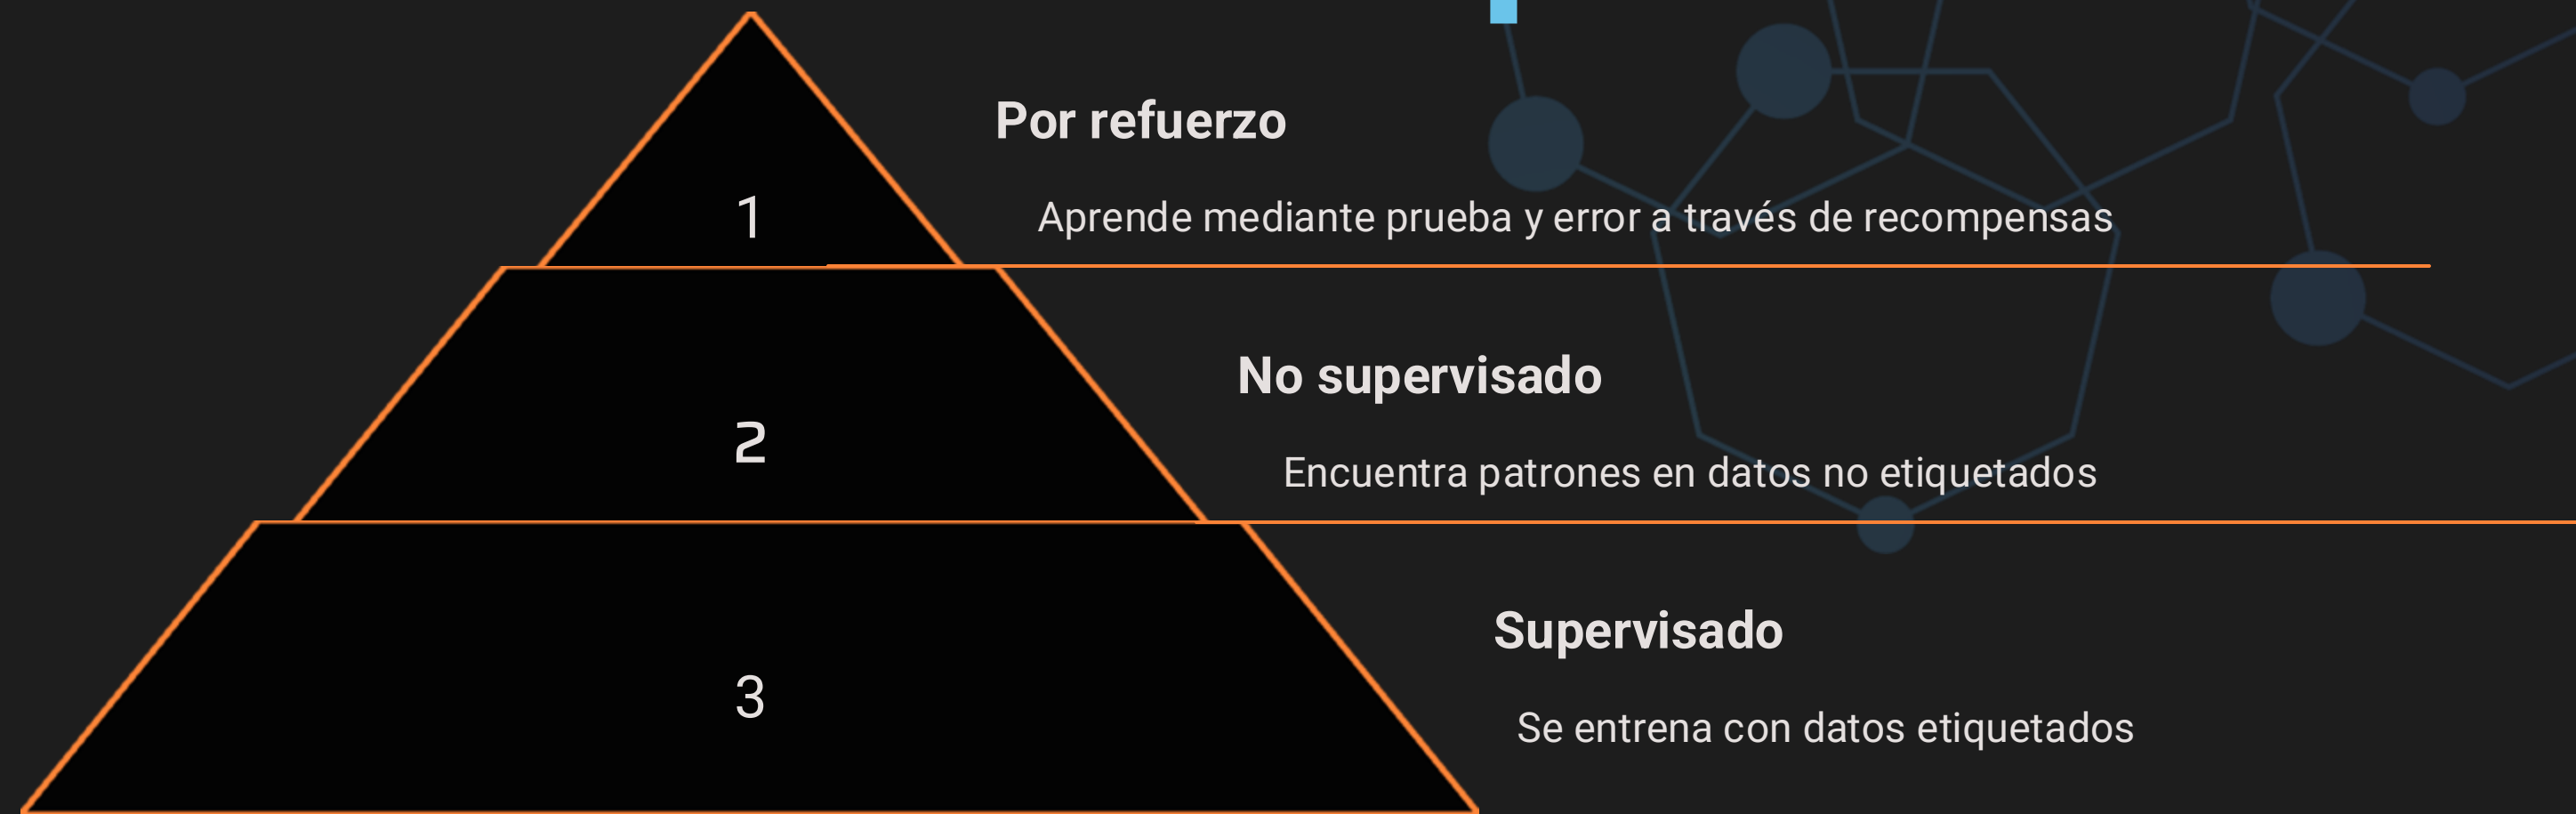 Por refuerzo
1
Aprende mediante prueba y error a través de recompensas
No supervisado
2
Encuentra patrones en datos no etiquetados
Supervisado
3
Se entrena con datos etiquetados